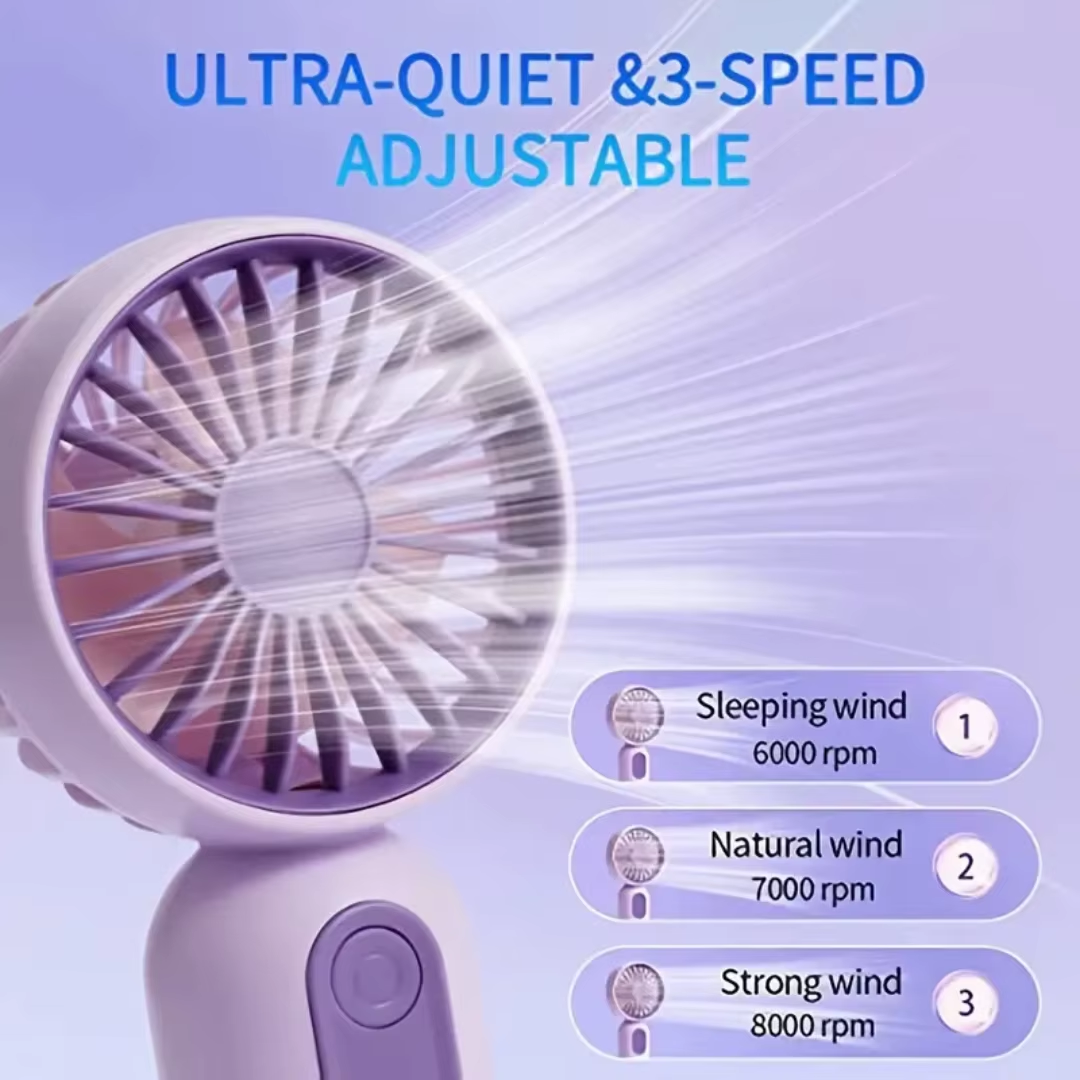 ULTRA-QUIET &3-SPEED
ADJUSTABLE
Sleeping wind
6000 rpm
1
Natural wind
7000 rpm
2
Strong wind
8000 rpm
3